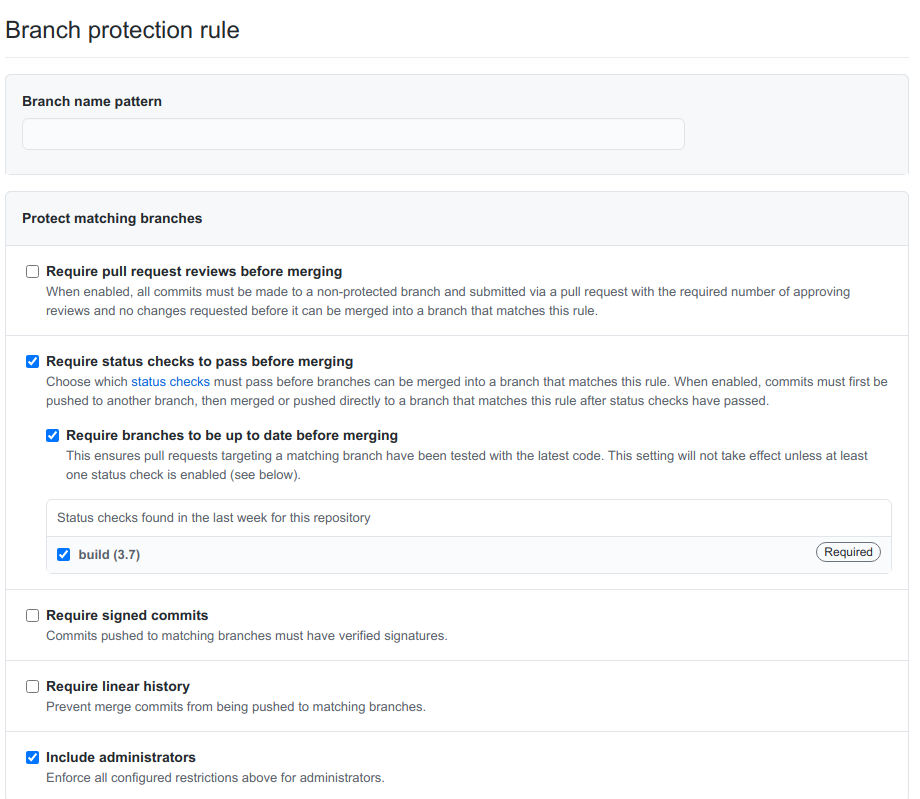 Branch protection rule
Branch name pattern
Protect matching branches
Require pull request reviews before merging
When enabled, all commits must be made to a non-protected branch and submitted via a pull request with the required number of approving
reviews and no changes requested before it can be merged into a branch that matches this rule.
Require status checks to pass before merging
Choose which status checks must pass before branches can be merged into a branch that matches this rule. When enabled, commits must first be
pushed to another branch, then merged or pushed directly to a branch that matches this rule after status checks have passed.
Require branches to be up to date before merging
This ensures pull requests targeting a matching branch have been tested with the latest code. This setting will not take effect unless at least
one status check is enabled (see below).
Status checks found in the last week for this repository
build (3.7) Required
Require signed commits
Commits pushed to matching branches must have verified signatures.
Require linear history
Prevent merge commits from being pushed to matching branches.
Include administrators
Enforce all configured restrictions above for administrators.